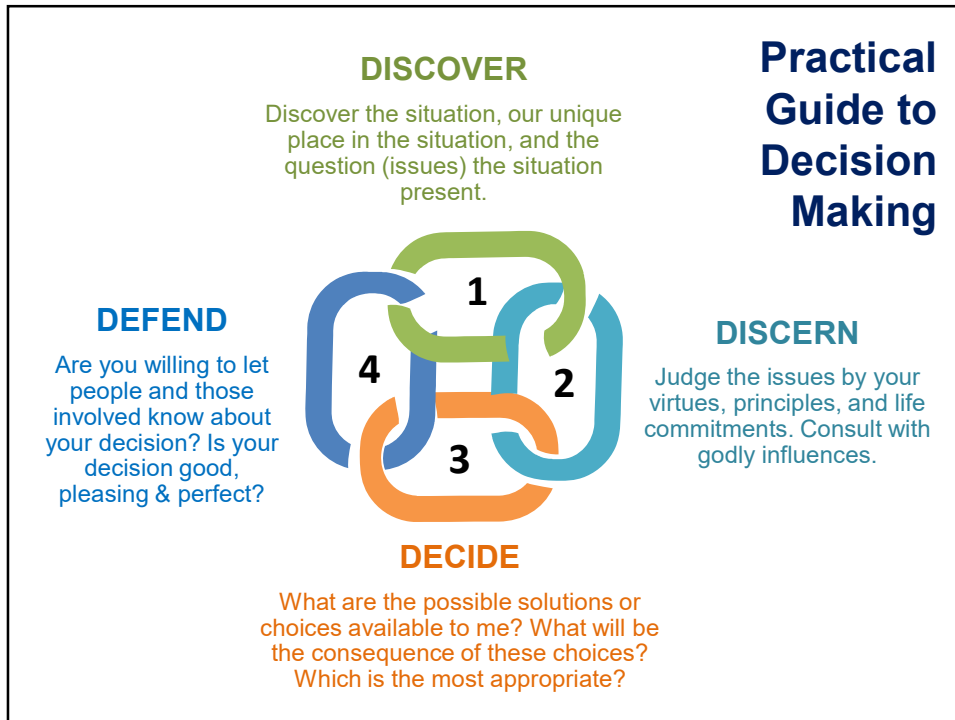 Practical
Guide to
Decision
Making
DISCOVER
Discover the situation, our unique
place in the situation, and the
question (issues) the situation
present.
1
2
3
4
DISCERN
Judge the issues by your
virtues, principles, and life
commitments. Consult with
godly influences.
DECIDE
What are the possible solutions or
choices available to me? What will be
the consequence of these choices?
Which is the most appropriate?
DEFEND
Are you willing to let
people and those
involved know about
your decision? Is your
decision good,
pleasing & perfect?